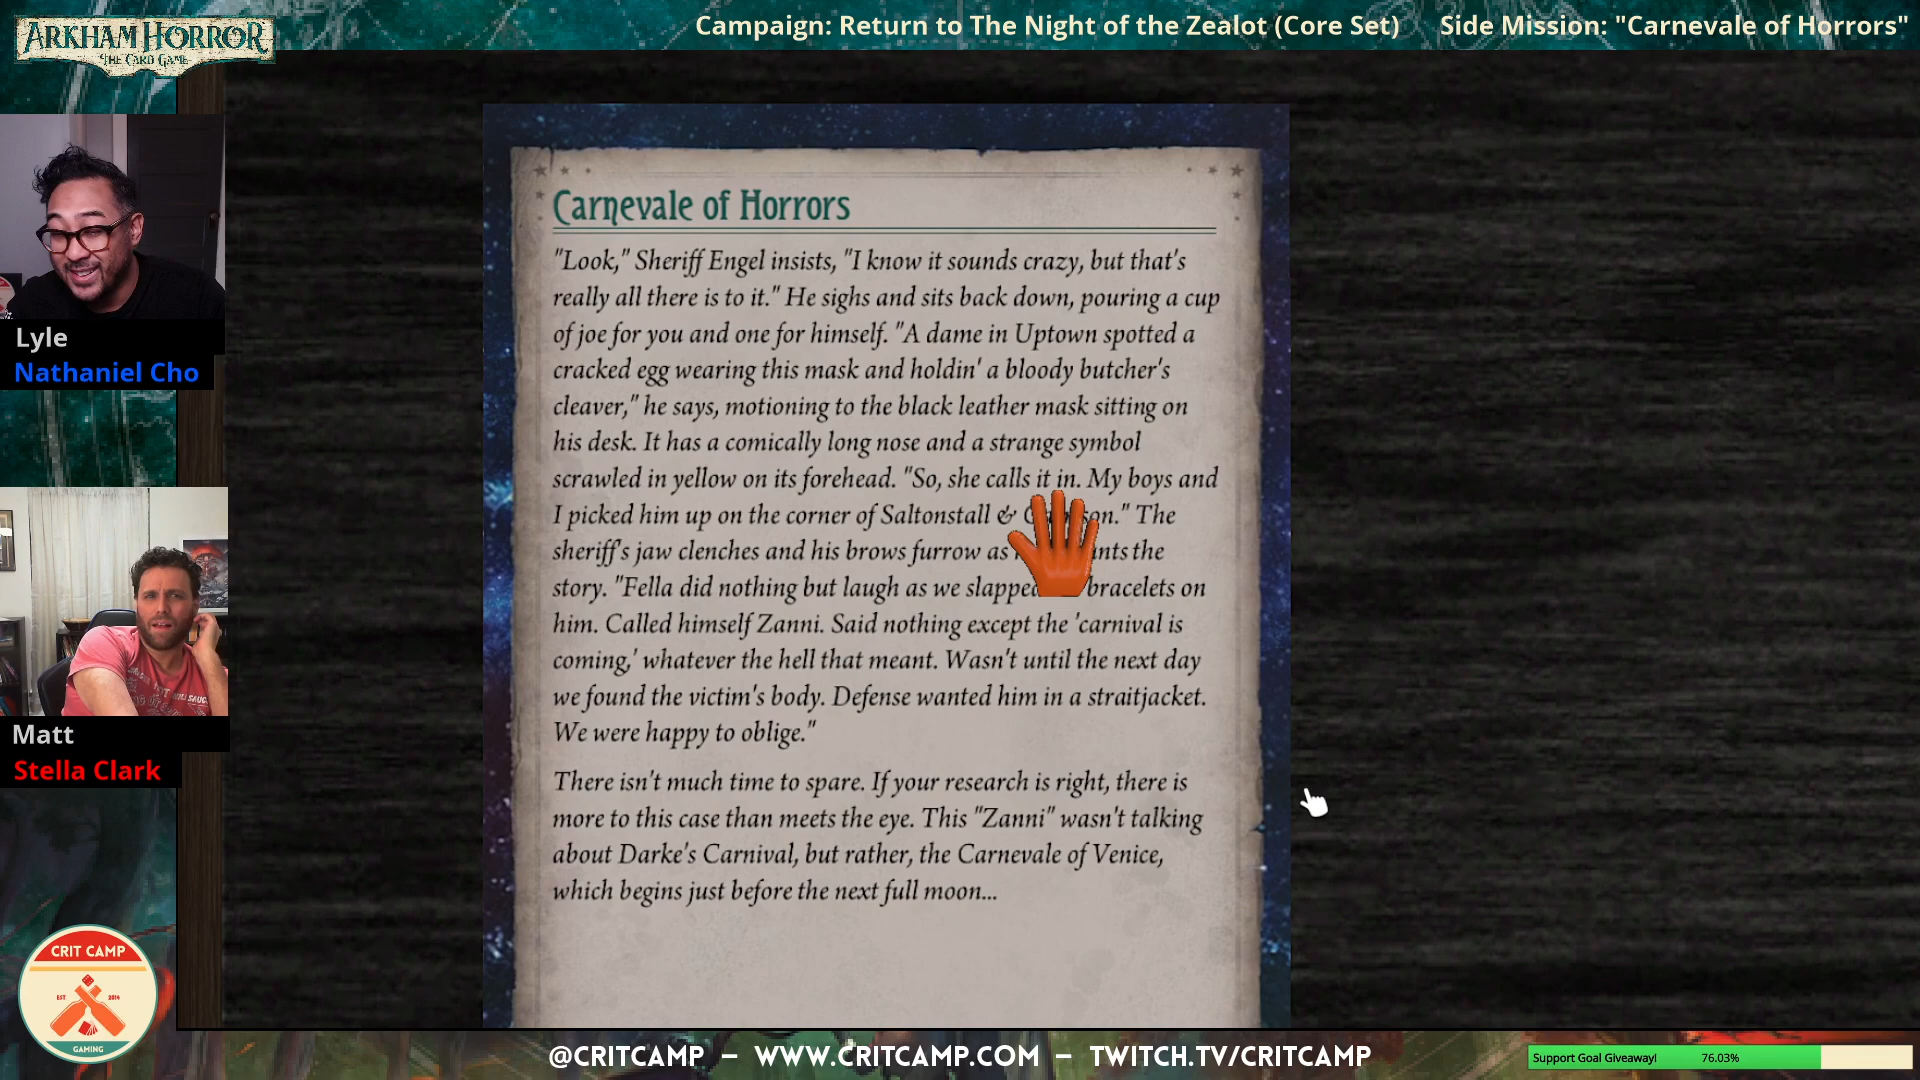 ARKHAM HORROR
THE CARD GAME
Campaign: Return to The Night of the Zealot (Core Set)
Side Mission: "Carnevale of Horrors"
Lyle
Nathaniel Cho
Matt
Stella Clark
Carnevale of Horrors
"Look," Sheriff Engel insists, "I know it sounds crazy, but that's
really all there is to it." He sighs and sits back down, pouring a cup
of joe for you and one for himself. "A dame in Uptown spotted a
cracked egg wearing this mask and holdin' a bloody butcher's
cleaver," he says, motioning to the black leather mask sitting on
his desk. It has a comically long nose and a strange symbol
scrawled in yellow on its forehead. "So, she calls it in. My boys and
I picked him up on the corner of Saltonstall & The
sheriff's jaw clenches and his brows furrow as the
story. "Fella did nothing but laugh as we bracelets on
him. Called himself Zanni. Said nothing except the 'carnival is
coming,' whatever the hell that meant. Wasn't until the next day
we found the victim's body. Defense wanted him in a straitjacket.
We were happy to oblige."
There isn't much time to spare. If your research is right, there is
more to this case than meets the eye. This "Zanni" wasn't talking
about Darke's Carnival, but rather, the Carnevale of Venice,
which begins just before the next full moon...
CRIT CAMP
EST 2014
GAMING
@CRITCAMP – WWW.CRITCAMP.COM – TWITCH.TV/CRITCAMP
Support Goal Giveaway! 76.03%